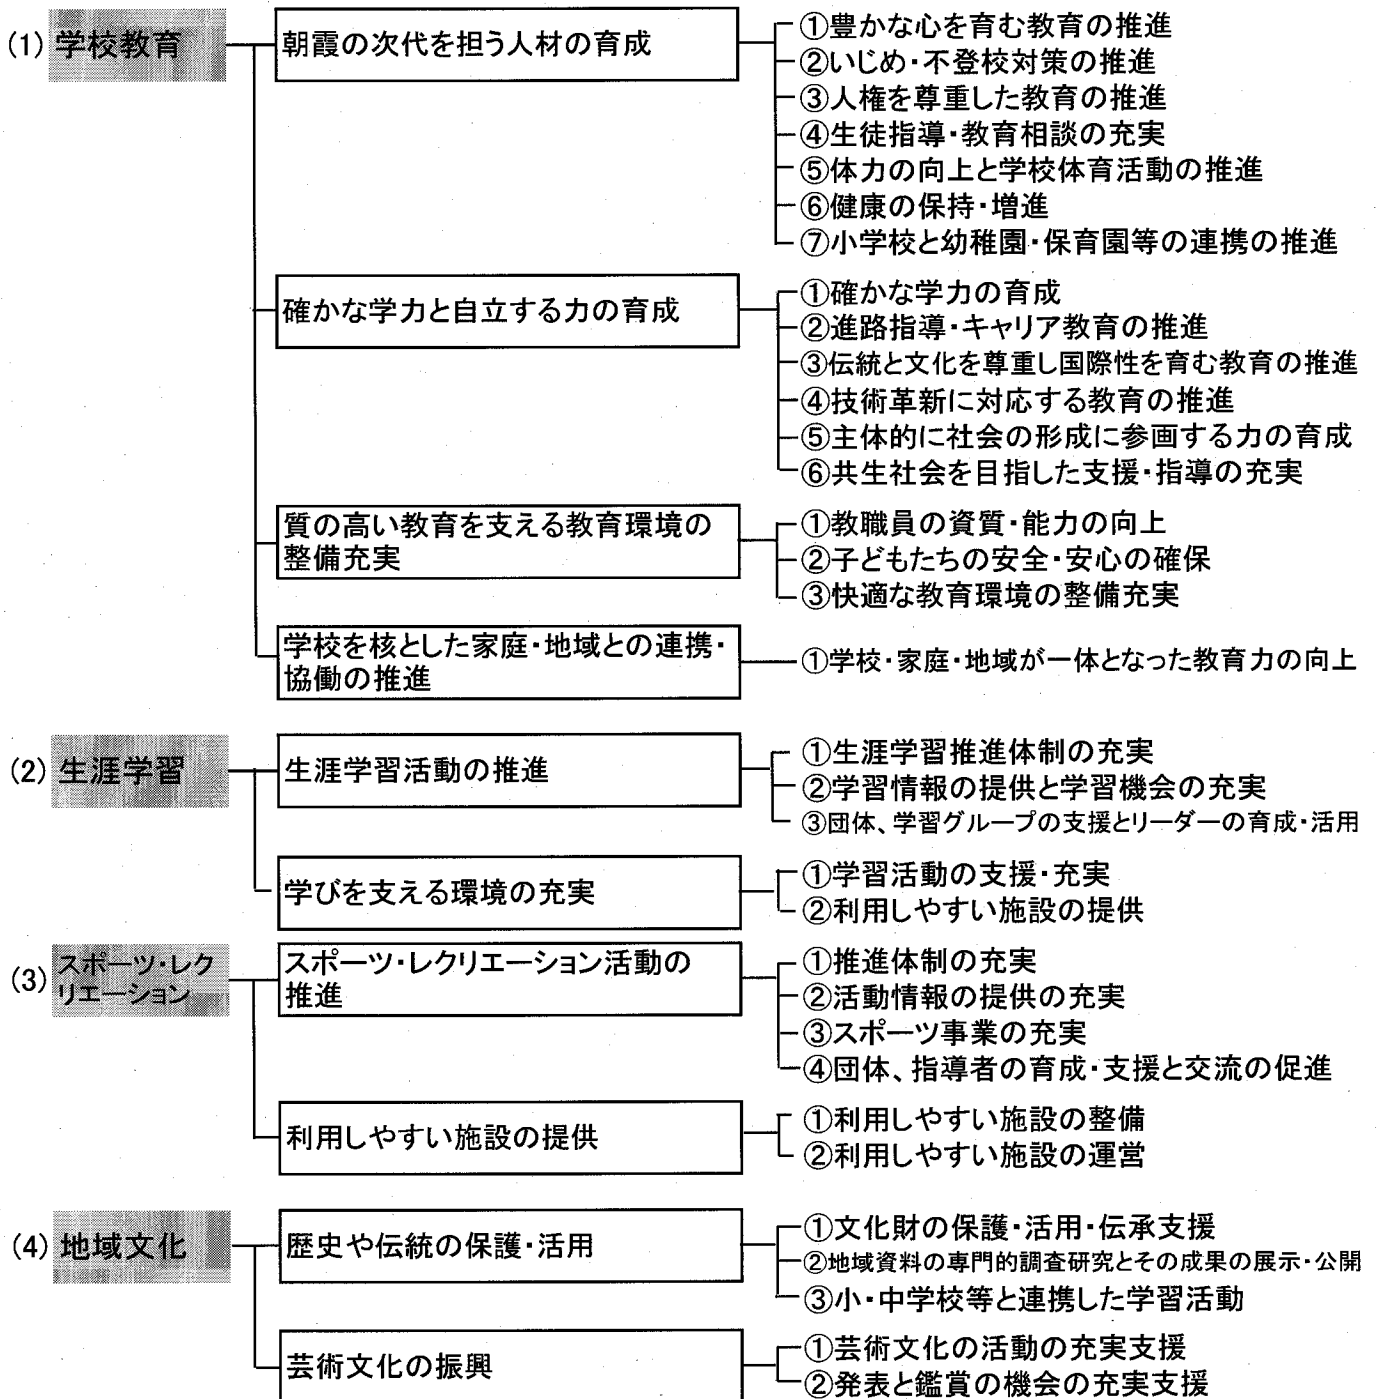 (1) 学校教育
朝霞の次代を担う人材の育成
①豊かな心を育む教育の推進
②いじめ・不登校対策の推進
③人権を尊重した教育の推進
④生徒指導・教育相談の充実
⑤体力の向上と学校体育活動の推進
⑥健康の保持・増進
⑦小学校と幼稚園・保育園等の連携の推進
確かな学力と自立する力の育成
①確かな学力の育成
②進路指導・キャリア教育の推進
③伝統と文化を尊重し国際性を育む教育の推進
④技術革新に対応する教育の推進
⑤主体的に社会の形成に参画する力の育成
⑥共生社会を目指した支援・指導の充実
質の高い教育を支える教育環境の
整備充実
①教職員の資質・能力の向上
②子どもたちの安全・安心の確保
③快適な教育環境の整備充実
学校を核とした家庭・地域との連携・
協働の推進
①学校・家庭・地域が一体となった教育力の向上
(2) 生涯学習
生涯学習活動の推進
①生涯学習推進体制の充実
②学習情報の提供と学習機会の充実
③団体、学習グループの支援とリーダーの育成・活用
学びを支える環境の充実
①学習活動の支援・充実
②利用しやすい施設の提供
(3) スポーツ・レク
リエーション
スポーツ・レクリエーション活動の
推進
①推進体制の充実
②活動情報の提供の充実
③スポーツ事業の充実
④団体、指導者の育成・支援と交流の促進
利用しやすい施設の提供
①利用しやすい施設の整備
②利用しやすい施設の運営
(4) 地域文化
歴史や伝統の保護・活用
①文化財の保護・活用・伝承支援
②地域資料の専門的調査研究とその成果の展示・公開
③小・中学校等と連携した学習活動
芸術文化の振興
①芸術文化の活動の充実支援
②発表と鑑賞の機会の充実支援